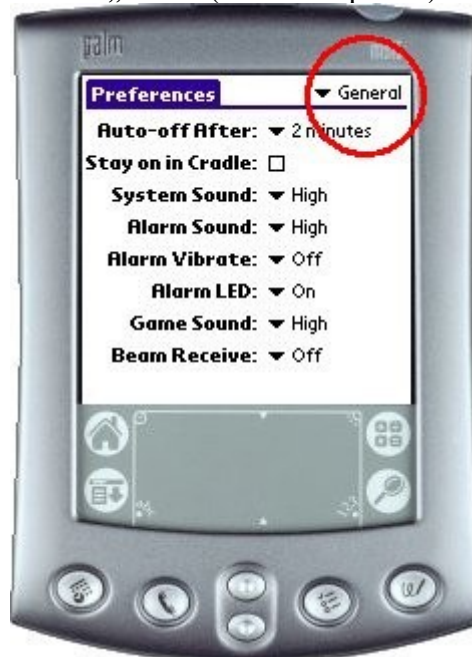 palm
Preferences ▼ General
Auto-off After: ▼ 2 minutes
Stay on in Cradle: ☐
System Sound: ▼ High
Alarm Sound: ▼ High
Alarm Vibrate: ▼ Off
Alarm LED: ▼ On
Game Sound: ▼ High
Beam Receive: ▼ Off